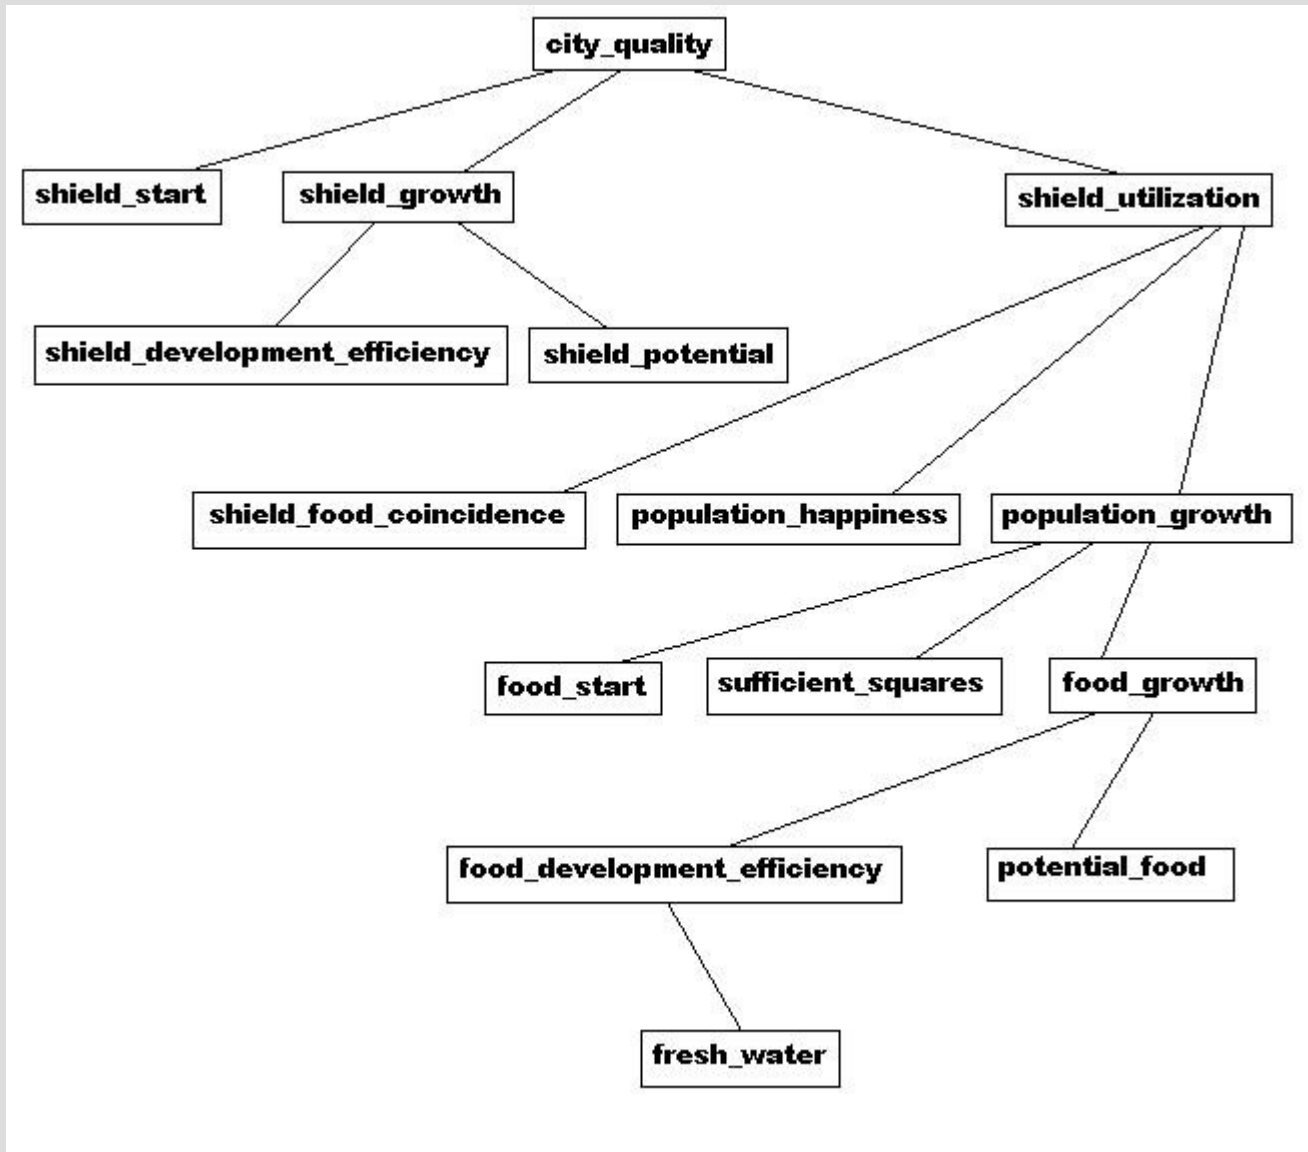 city_quality
shield_start
shield_growth
shield_utilization
shield_development_efficiency
shield_potential
shield_food_coincidence
population_happiness
population_growth
food_start
sufficient_squares
food_growth
food_development_efficiency
potential_food
fresh_water